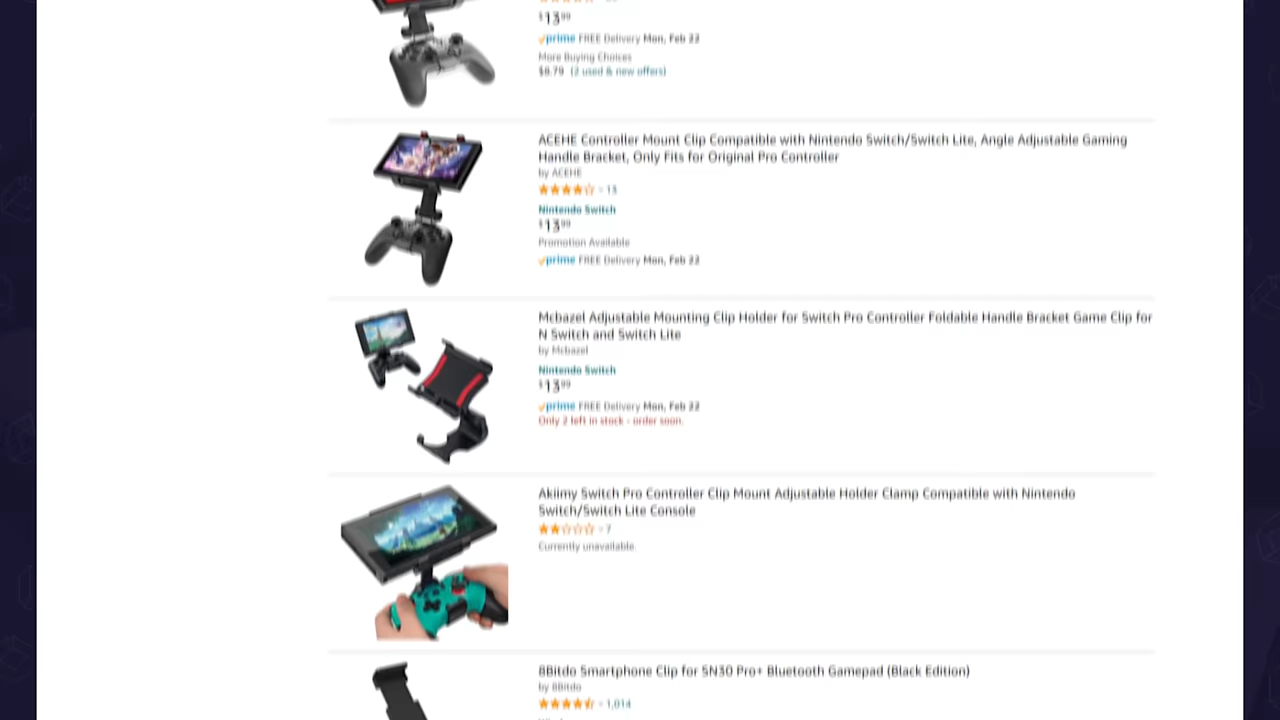 $13.99
prime FREE Delivery Mon, Feb 22
More Buying Choices
$8.79 (2 used & new offers)
ACEHE Controller Mount Clip Compatible with Nintendo Switch/Switch Lite, Angle Adjustable Gaming
Handle Bracket, Only Fits for Original Pro Controller
by ACEHE
13
Nintendo Switch
$13.99
Promotion Available
prime FREE Delivery Mon, Feb 22
Mcbazel Adjustable Mounting Clip Holder for Switch Pro Controller Foldable Handle Bracket Game Clip for
N Switch and Switch Lite
by Mcbazel
Nintendo Switch
$13.99
prime FREE Delivery Mon, Feb 22
Only 2 left in stock - order soon.
Akiimy Switch Pro Controller Clip Mount Adjustable Holder Clamp Compatible with Nintendo
Switch/Switch Lite Console
7
Currently unavailable.
8Bitdo Smartphone Clip for SN30 Pro+ Bluetooth Gamepad (Black Edition)
by 8Bitdo
1,014